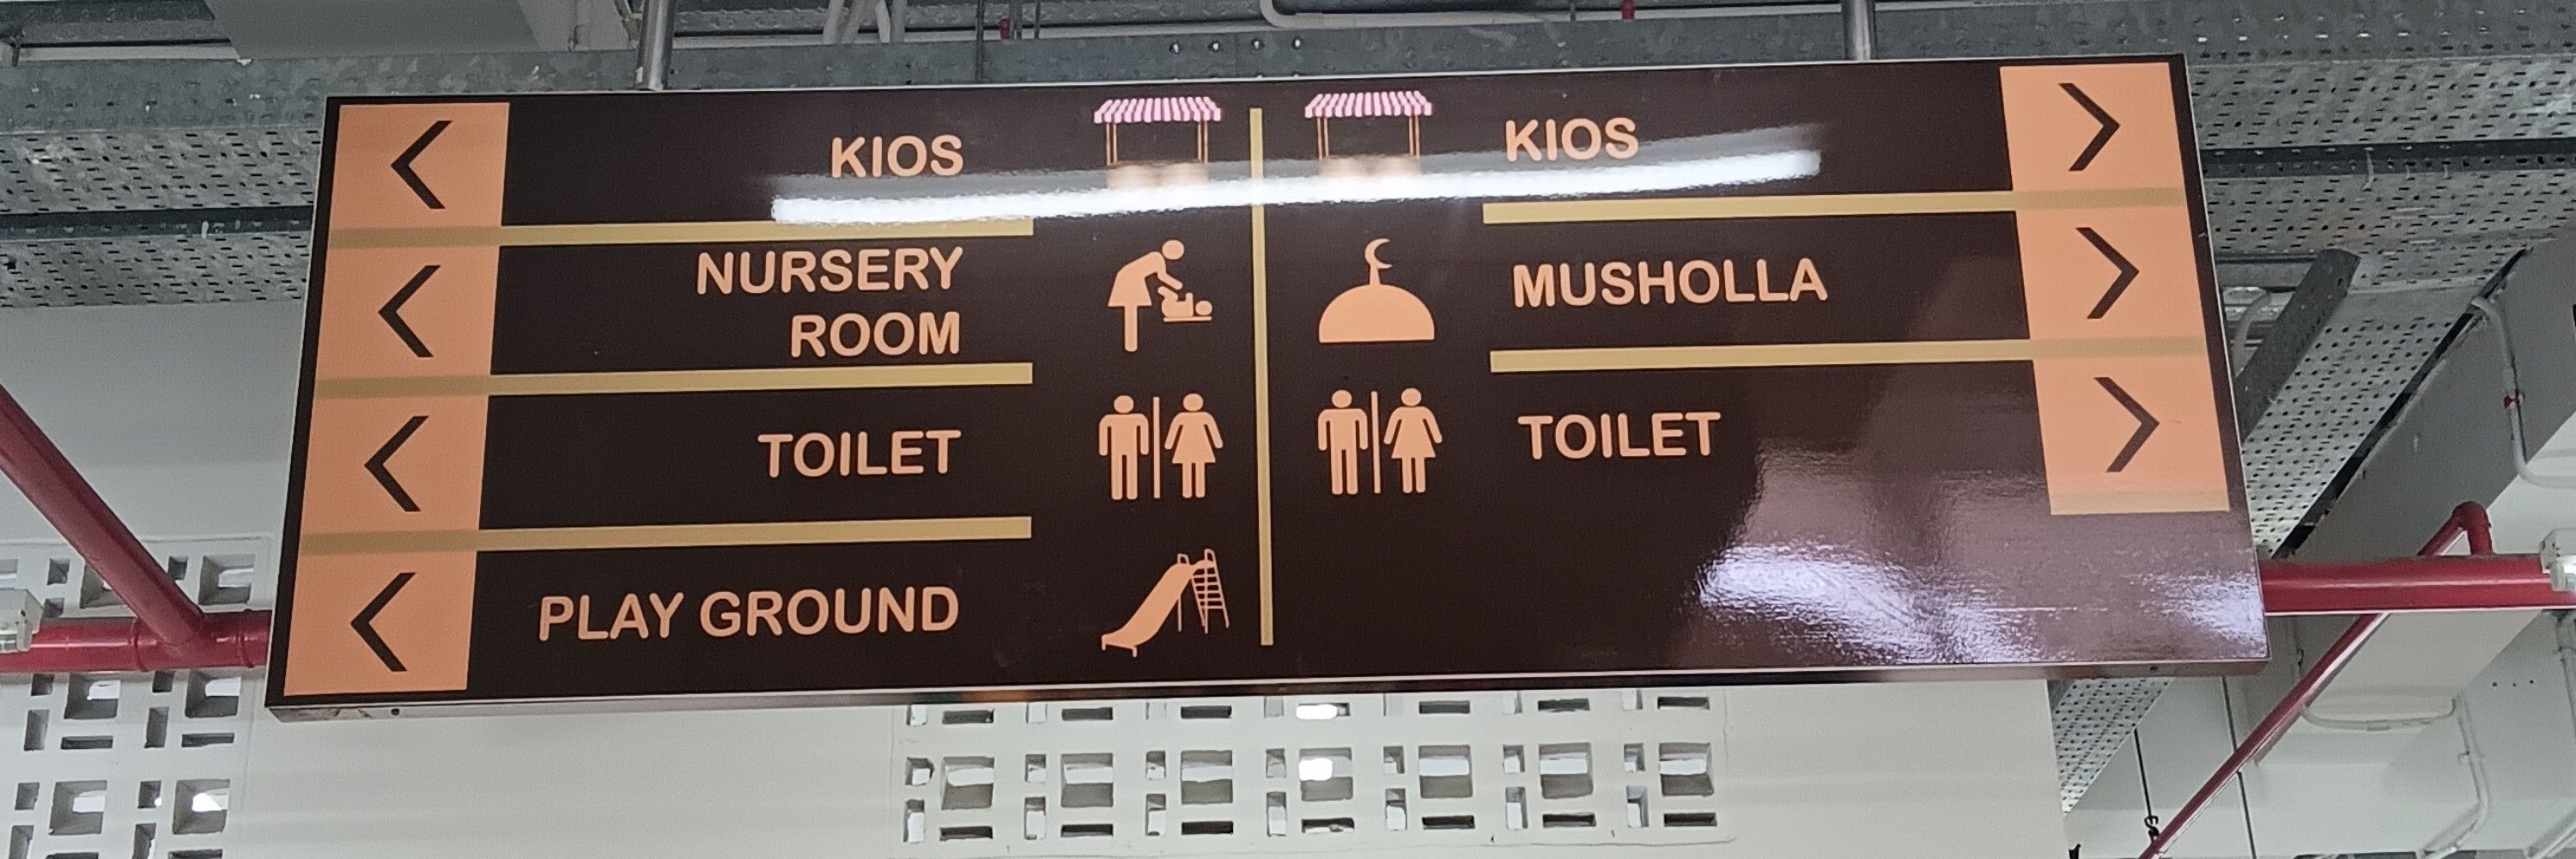 KIOS
NURSERY
ROOM
TOILET
PLAY GROUND
KIOS
MUSHOLLA
TOILET